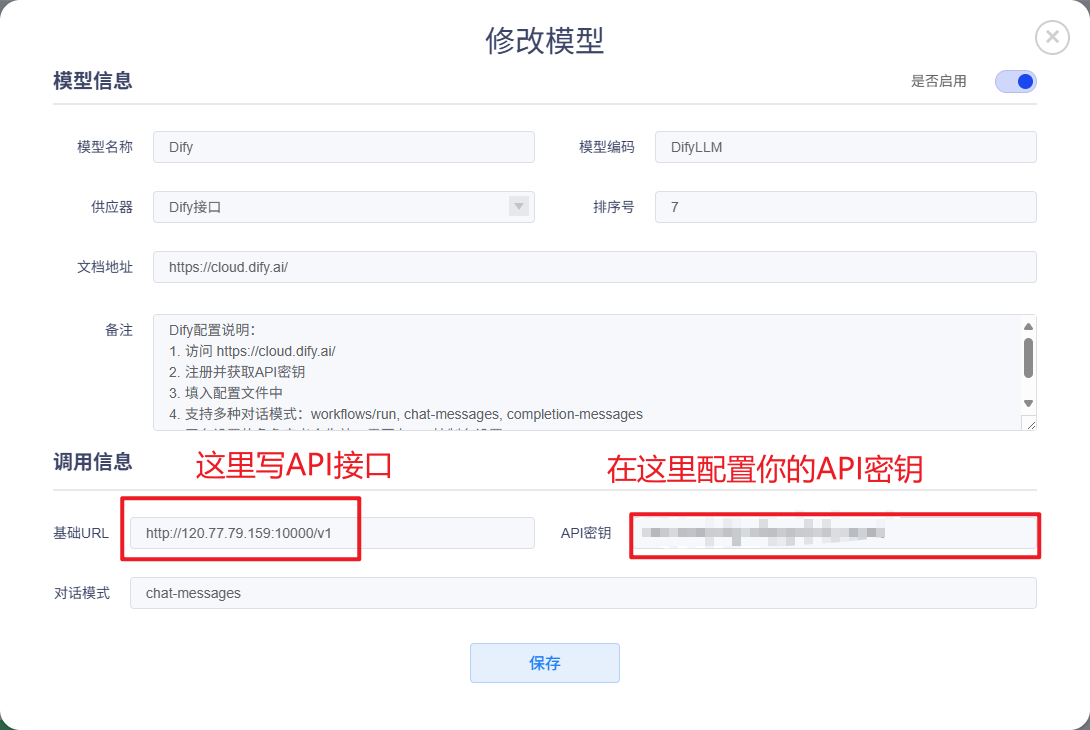 修改模型
模型信息
是否启用
模型名称 Dify 模型编码 DifyLLM
供应器 Dify接口 排序号 7
文档地址 https://cloud.dify.ai/
备注 Dify配置说明：
1. 访问 https://cloud.dify.ai/
2. 注册并获取API密钥
3. 填入配置文件中
4. 支持多种对话模式：workflows/run, chat-messages, completion-messages
调用信息
这里写API接口 在这里配置你的API密钥
基础URL http://120.77.79.159:10000/v1 API密钥
对话模式 chat-messages
保存